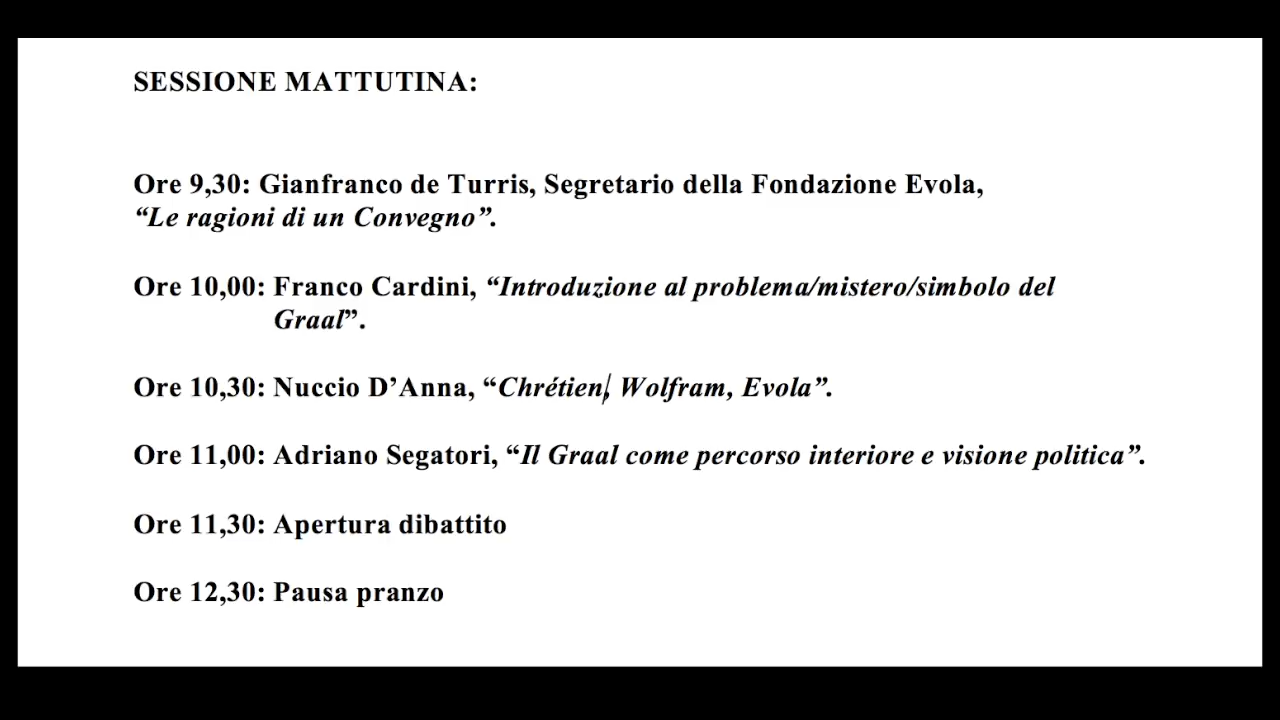 SESSIONE MATTUTINA:
Ore 9,30: Gianfranco de Turris, Segretario della Fondazione Evola,
“Le ragioni di un Convegno”.
Ore 10,00: Franco Cardini, “Introduzione al problema/mistero/simbolo del
Graal”.
Ore 10,30: Nuccio D’Anna, “Chrétien, Wolfram, Evola”.
Ore 11,00: Adriano Segatori, “Il Graal come percorso interiore e visione politica”.
Ore 11,30: Apertura dibattito
Ore 12,30: Pausa pranzo